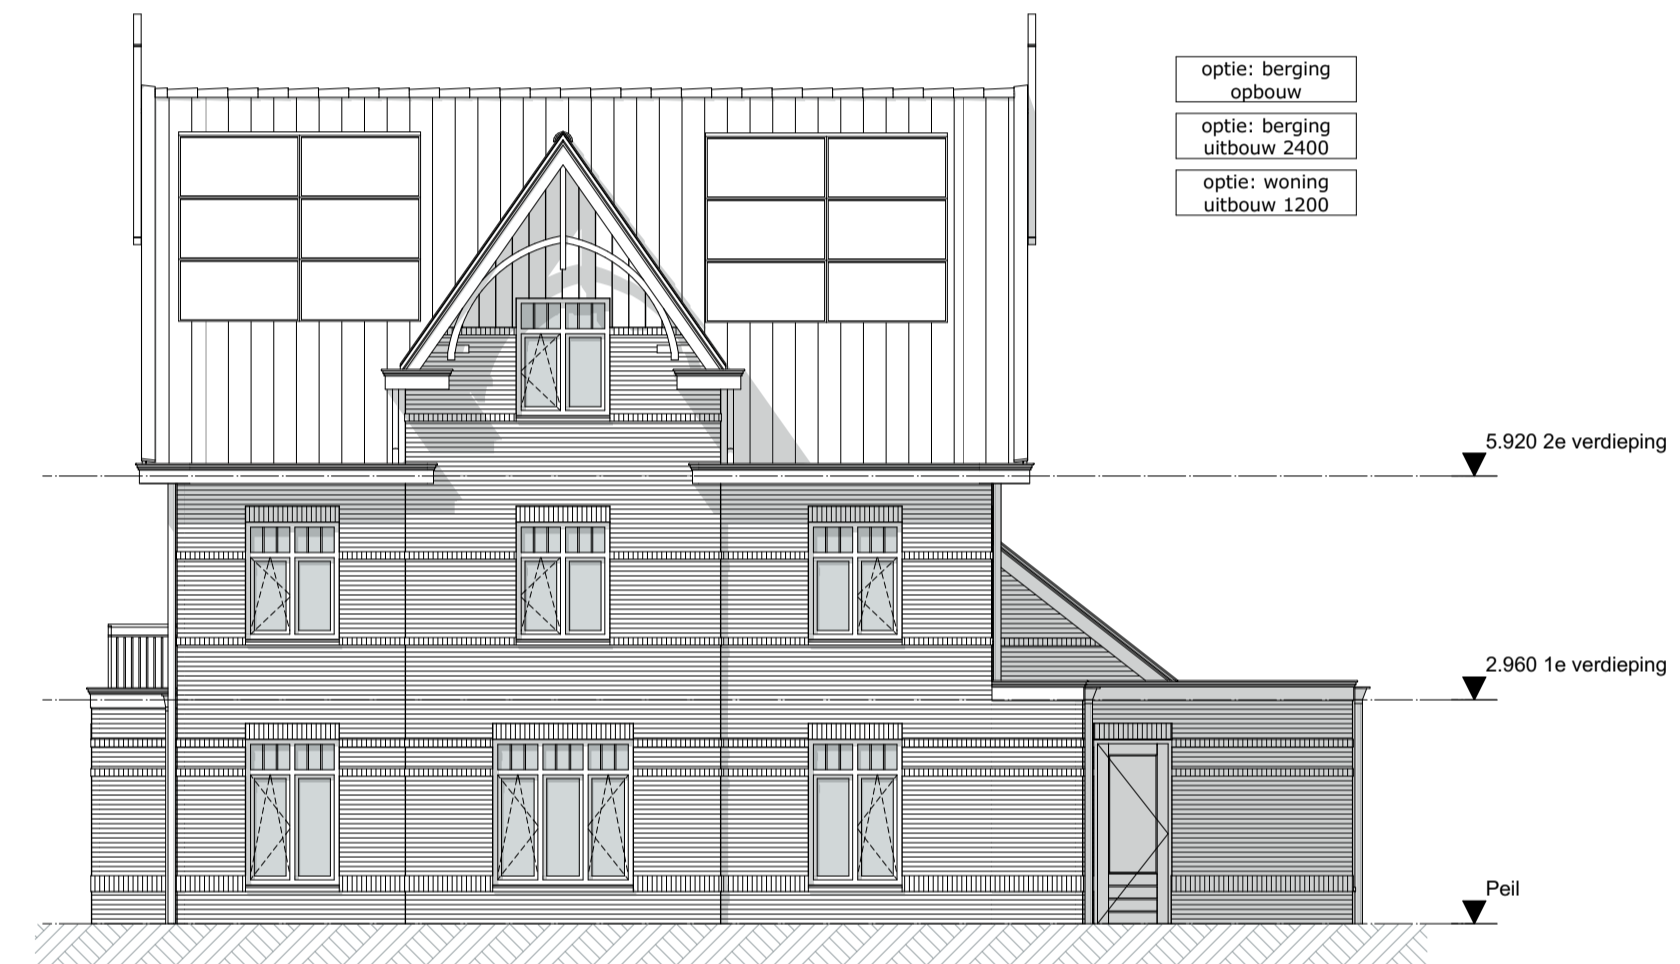 optie: berging
opbouw
optie: berging
uitbouw 2400
optie: woning
uitbouw 1200
5.920 2e verdieping
2.960 1e verdieping
Peil